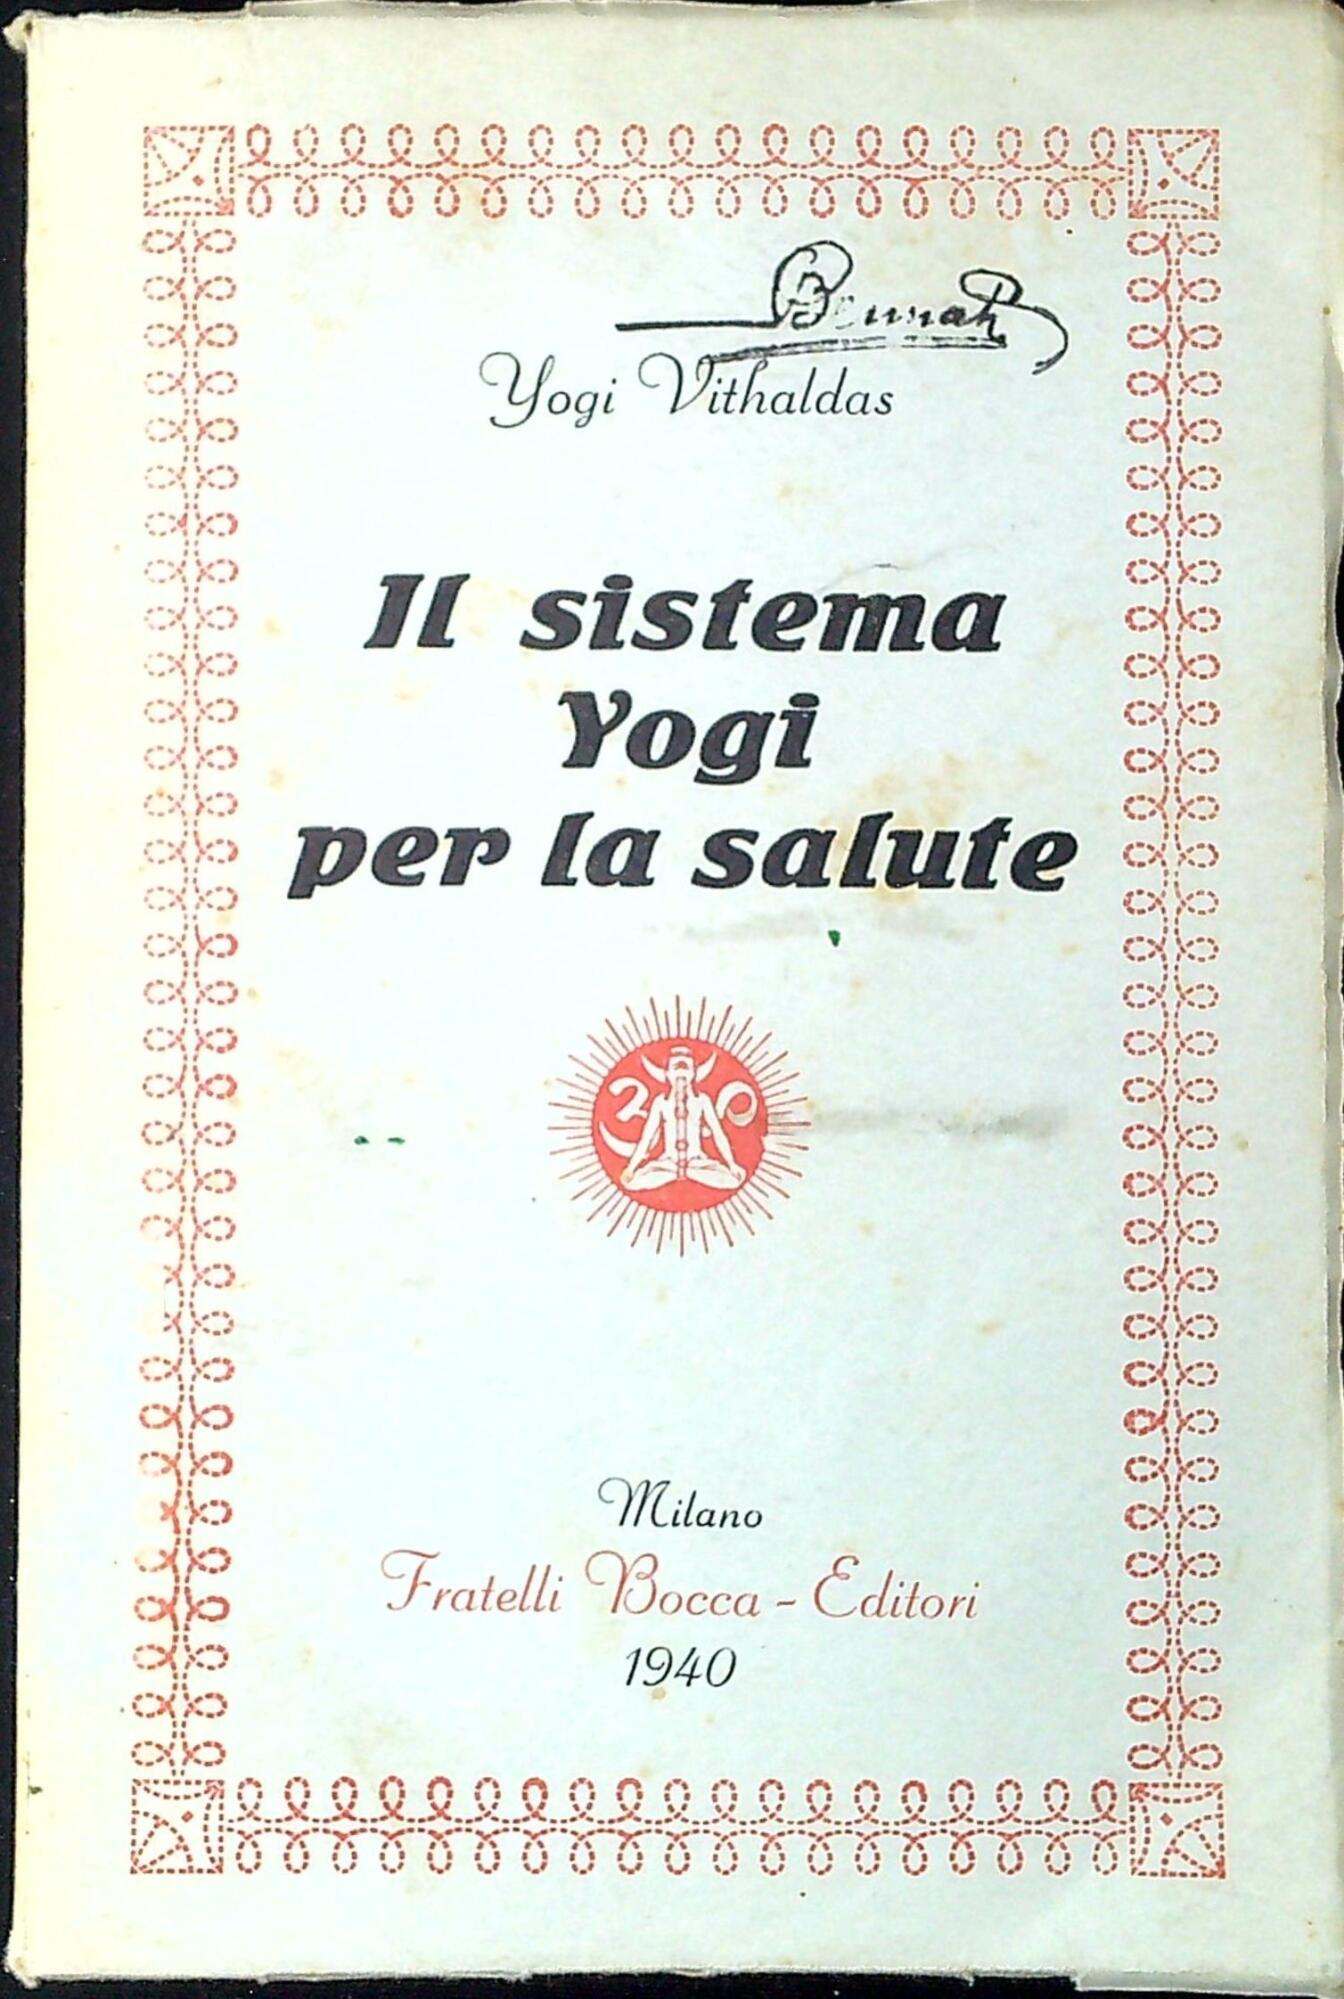 Yogi Vithaldas
Il sistema
Yogi
per la salute
Milano
Fratelli Bocca - Editori
1940